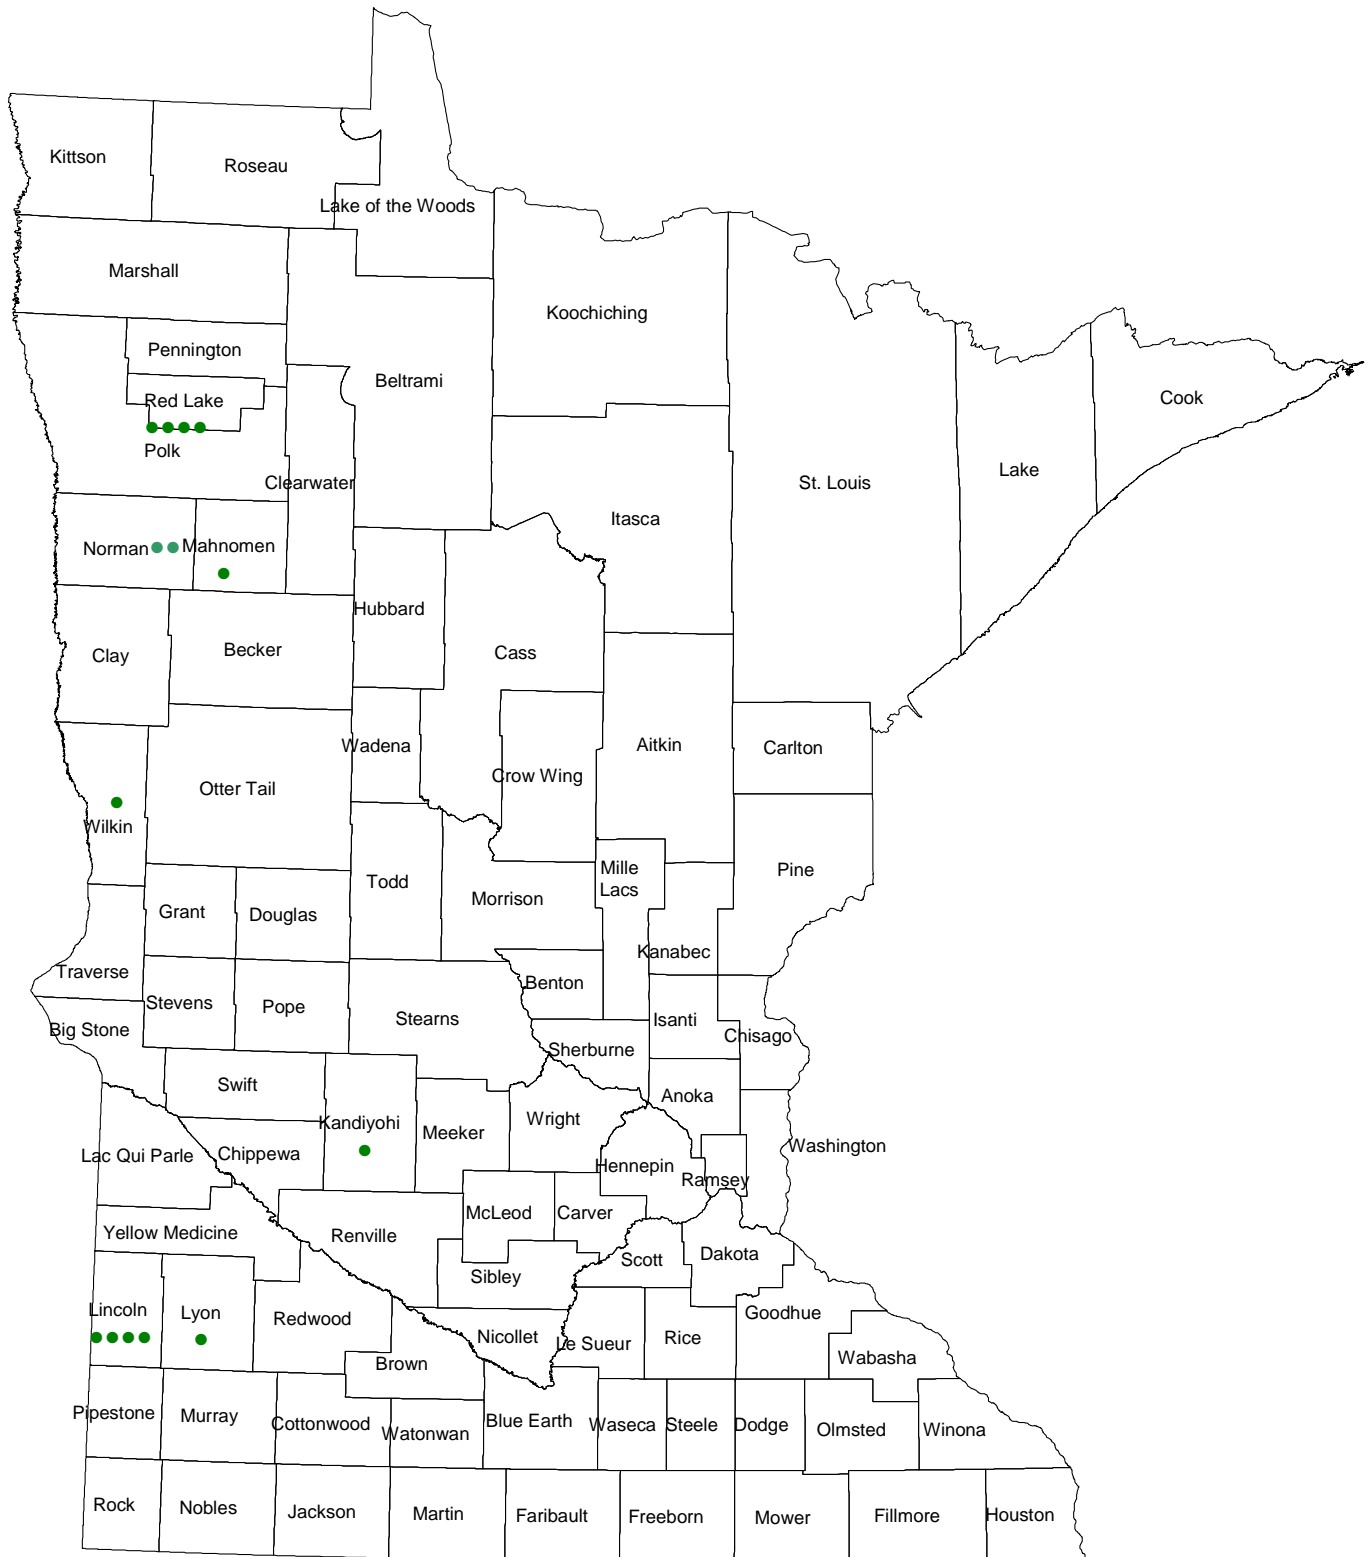 Kittson
Roseau
Lake of the Woods
Marshall
Koochiching
Pennington
Beltrami
Red Lake
Cook
Polk
Lake
Clearwater
St. Louis
Itasca
Norman
Mahnomen
Hubbard
Clay
Becker
Cass
Wadena
Aitkin
Carlton
Crow Wing
Otter Tail
Wilkin
Mille
Lacs
Pine
Todd
Morrison
Grant
Douglas
Kanabec
Traverse
Benton
Stevens
Pope
Stearns
Isanti
Big Stone
Chisago
Sherburne
Swift
Anoka
Kandiyohi
Wright
Meeker
Washington
Lac Qui Parle
Chippewa
Hennepin
Ramsey
McLeod
Carver
Yellow Medicine
Renville
Scott
Dakota
Sibley
Lincoln
Lyon
Redwood
Goodhue
Nicollet
Le Sueur
Rice
Brown
Wabasha
Pipestone
Murray
Cottonwood
Watonwan
Blue Earth
Waseca
Steele
Dodge
Olmsted
Winona
Rock
Nobles
Jackson
Martin
Faribault
Freeborn
Mower
Fillmore
Houston